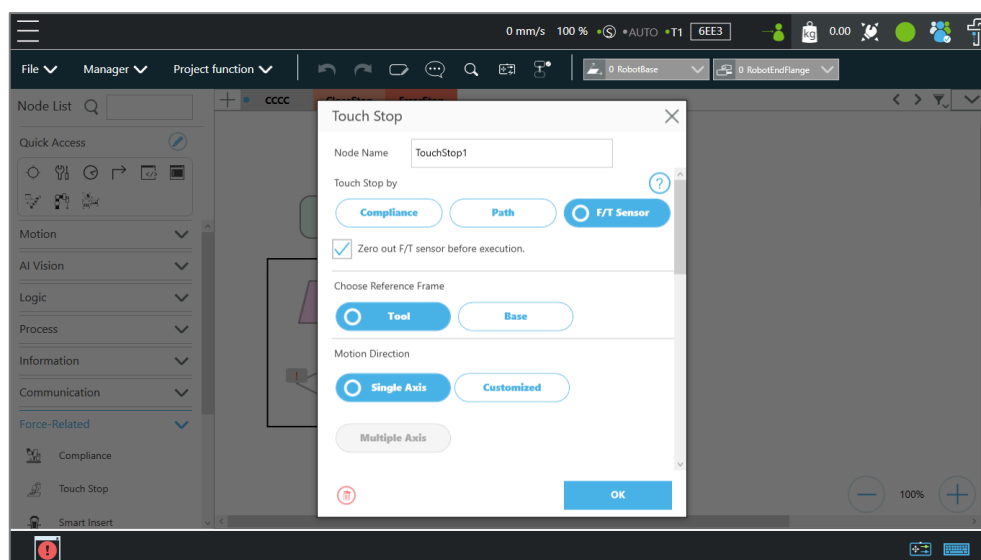 0 mm/s 100 % •Ⓢ •AUTO •T1 6EE3 kg 0.00
File Manager Project function 0 RobotBase 0 RobotEndFlange
Node List
cccc
Quick Access
Motion
AI Vision
Logic
Process
Information
Communication
Force-Related
Compliance
Touch Stop
Smart Insert
Touch Stop
Node Name TouchStop1
Touch Stop by
?
Compliance Path F/T Sensor
Zero out F/T sensor before execution.
Choose Reference Frame
Tool Base
Motion Direction
Single Axis Customized
Multiple Axis
OK
100%